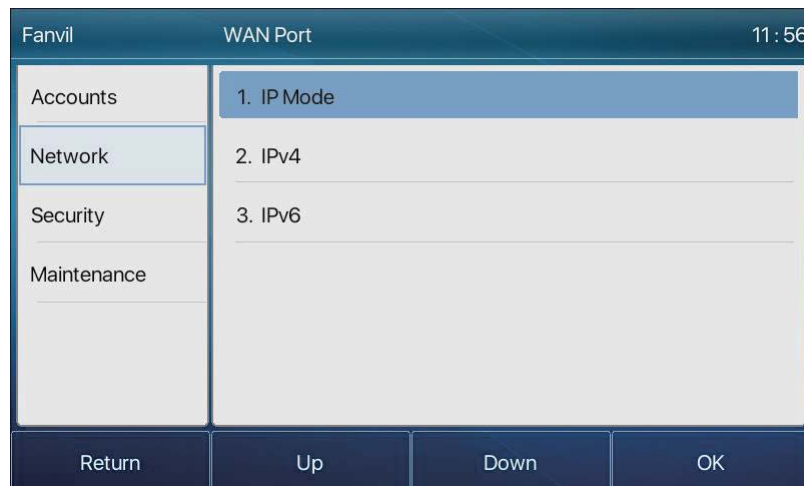 Fanvil WAN Port 11 : 56
Accounts
Network
Security
Maintenance
1. IP Mode
2. IPv4
3. IPv6
Return Up Down OK